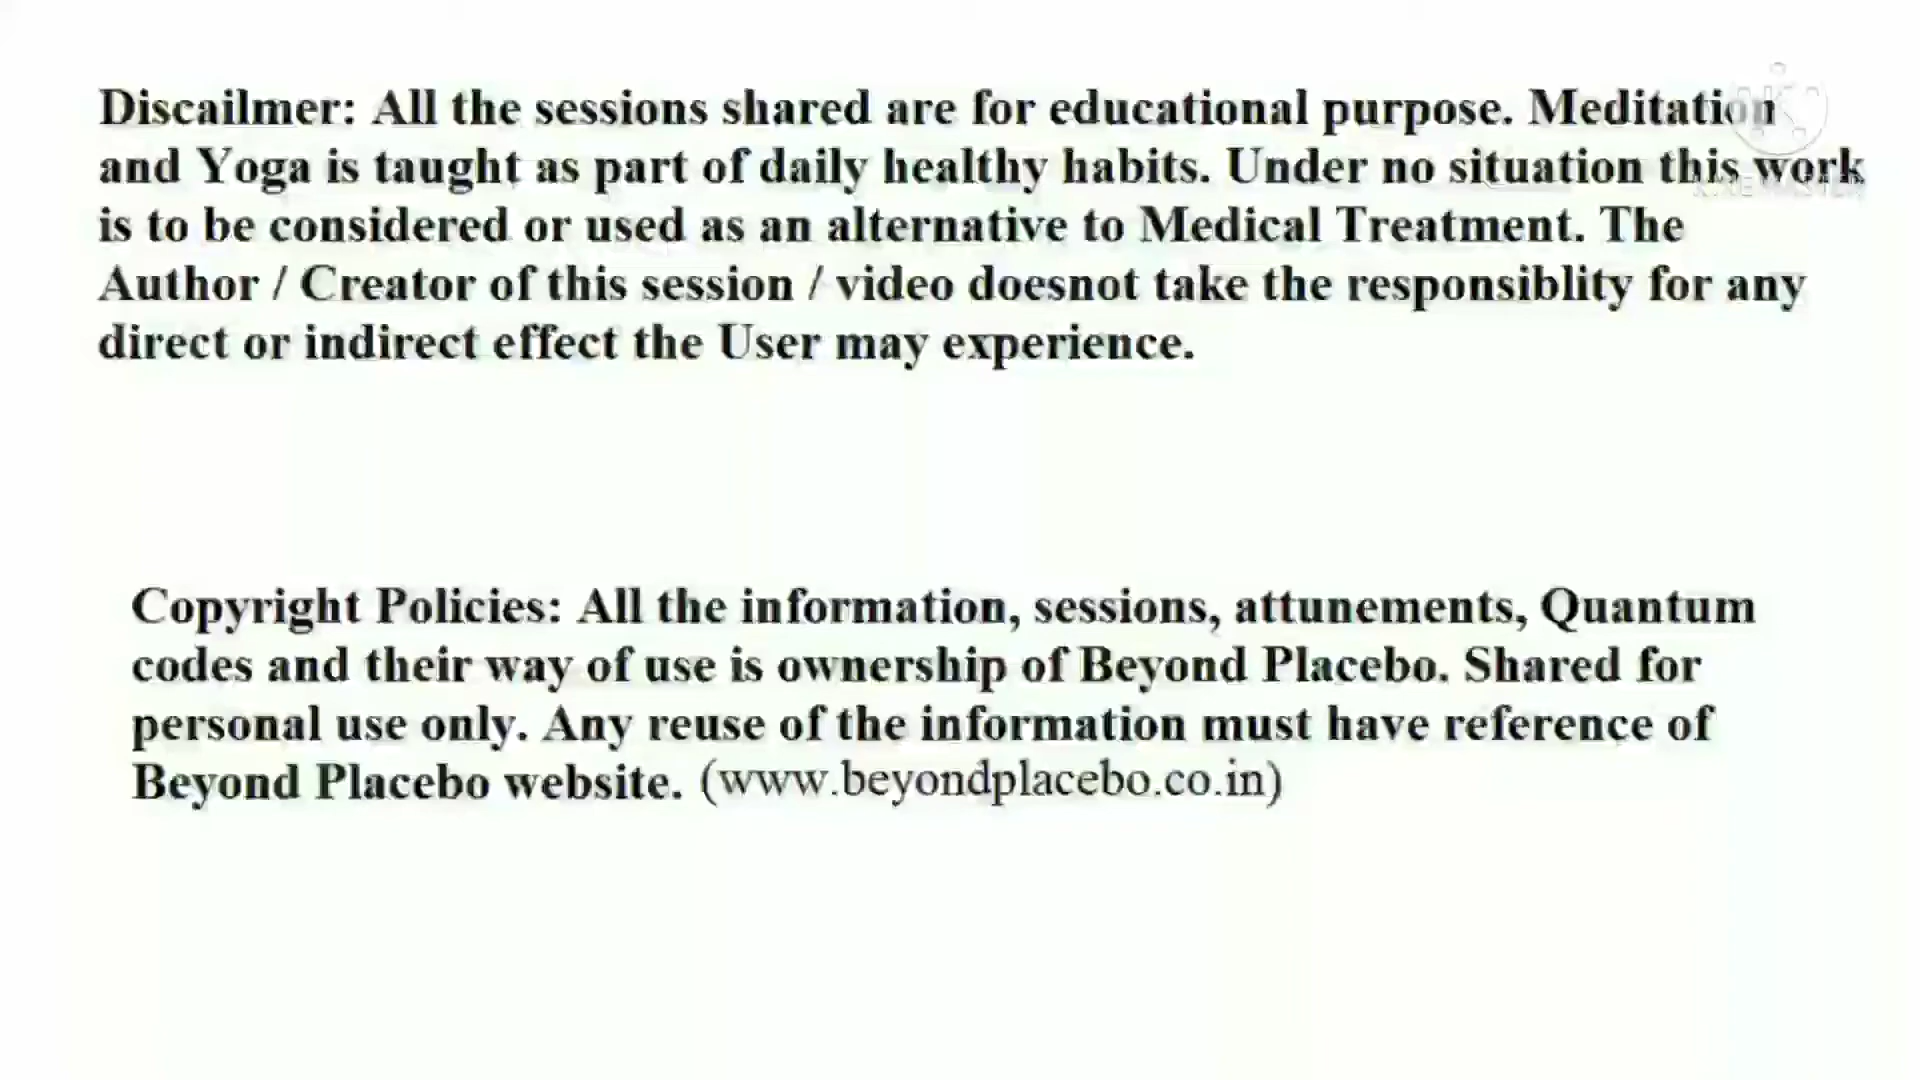 Discailmer: All the sessions shared are for educational purpose. Meditation
and Yoga is taught as part of daily healthy habits. Under no situation this work
is to be considered or used as an alternative to Medical Treatment. The
Author / Creator of this session / video doesnot take the responsiblity for any
direct or indirect effect the User may experience.
Copyright Policies: All the information, sessions, attunements, Quantum
codes and their way of use is ownership of Beyond Placebo. Shared for
personal use only. Any reuse of the information must have reference of
Beyond Placebo website. (www.beyondplacebo.co.in)
KINEMASTER